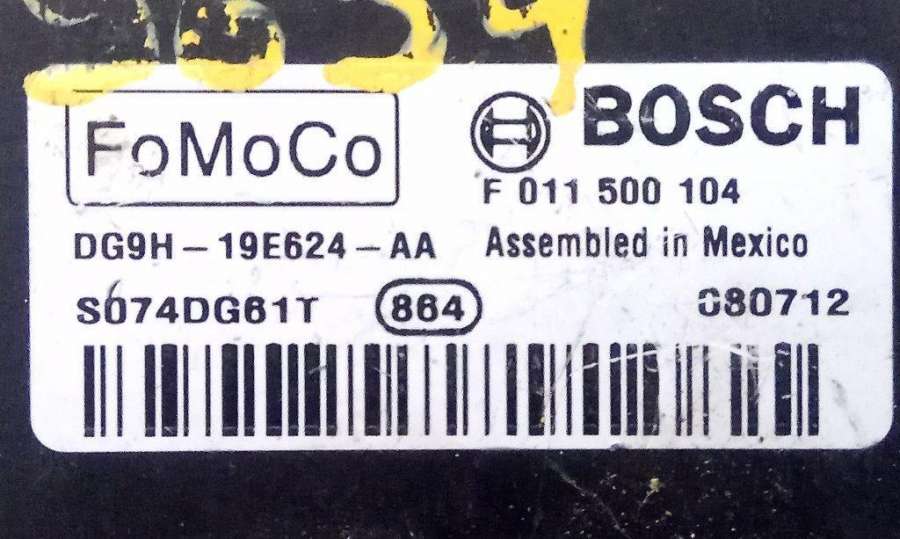 FoMoCo
BOSCH
F 011 500 104
DG9H-19E624-AA
Assembled in Mexico
S074DG61T
864
080712